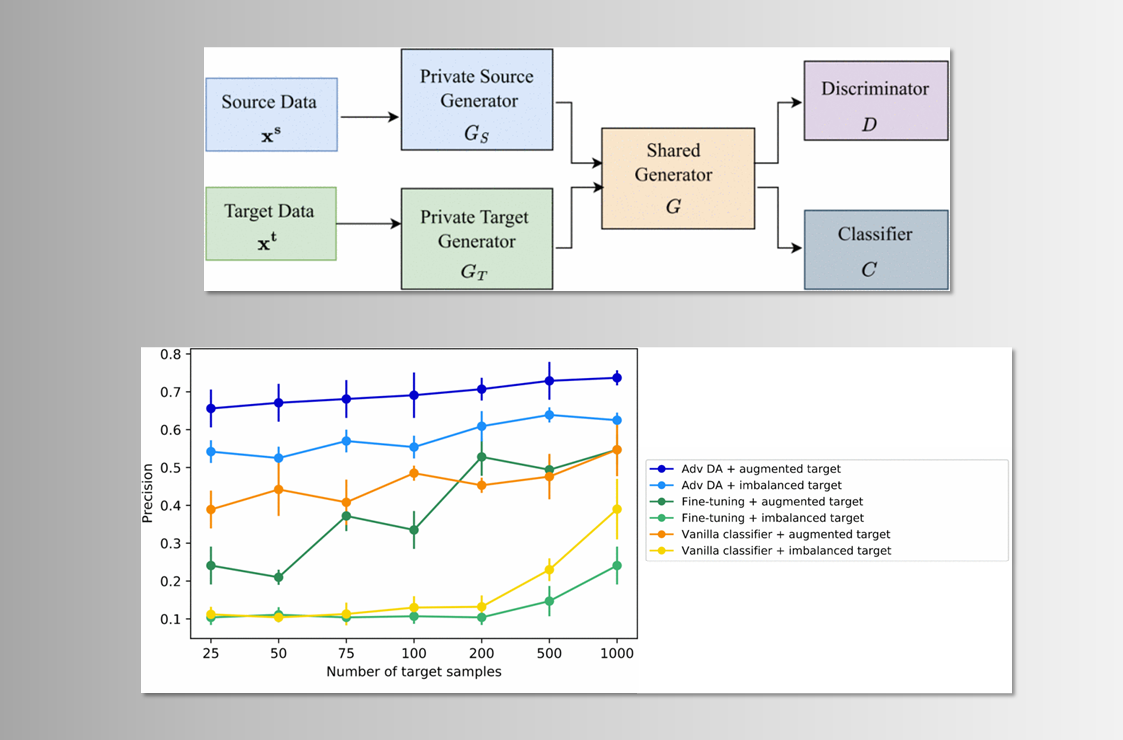 Source Data
xˢ
Private Source
Generator
G_S
Target Data
xᵗ
Private Target
Generator
G_T
Shared
Generator
G
Discriminator
D
Classifier
C
Precision
0.8
0.7
0.6
0.5
0.4
0.3
0.2
0.1
25 50 75 100 200 500 1000
Number of target samples
Adv DA + augmented target
Adv DA + imbalanced target
Fine-tuning + augmented target
Fine-tuning + imbalanced target
Vanilla classifier + augmented target
Vanilla classifier + imbalanced target